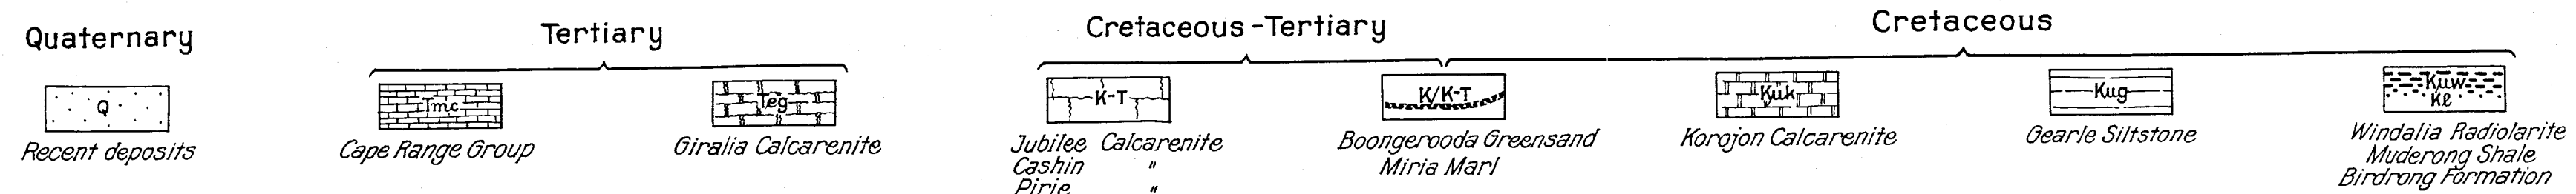 Quaternary
Tertiary
Cretaceous-Tertiary
Cretaceous
Q
Recent deposits
Tmc
Cape Range Group
Teg
Giralia Calcarenite
K-T
Jubilee Calcarenite
Cashin "
Pirie "
K/K-T
Boongerooda Greensand
Miria Marl
Kuk
Korojon Calcarenite
Kug
Gearle Siltstone
Kuw
Kl
Windalia Radiolarite
Muderong Shale
Birdrong Formation